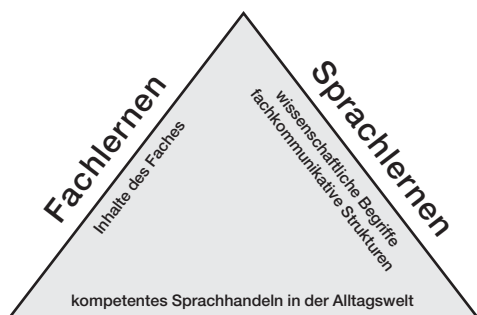 Fachlernen
Inhalte des Faches
Sprachlernen
wissenschaftliche Begriffe
fachkommunikative Strukturen
kompetentes Sprachhandeln in der Alltagswelt